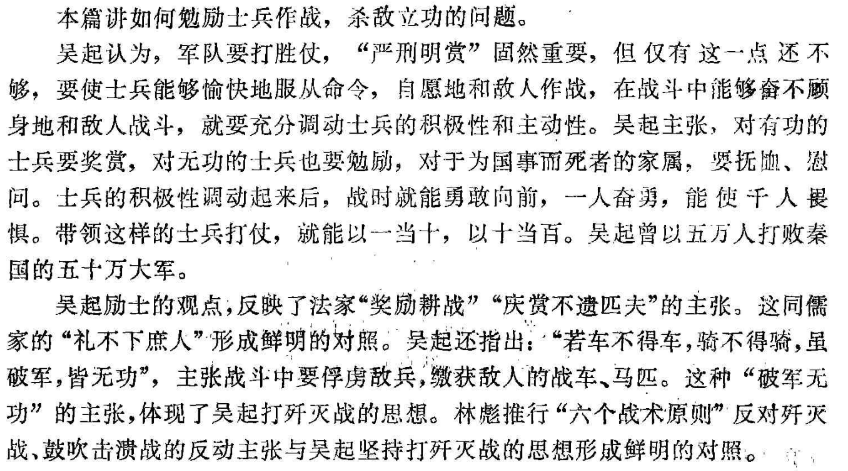 本篇讲如何勉励士兵作战，杀敌立功的问题。
吴起认为，军队要打胜仗，“严刑明赏”固然重要，但仅有这一点还不
够，要使士兵能够愉快地服从命令，自愿地和敌人作战，在战斗中能够奋不顾
身地和敌人战斗，就要充分调动士兵的积极性和主动性。吴起主张，对有功的
士兵要奖赏，对无功的士兵也要勉励，对于为国事而死者的家属，要抚恤、慰
问。士兵的积极性调动起来后，战时就能勇敢向前，一人奋勇，能使千人畏
惧。带领这样的士兵打仗，就能以一当十，以十当百。吴起曾以五万人打败秦
国的五十万大军。
吴起励士的观点，反映了法家“奖励耕战”“庆赏不遗匹夫”的主张。这同儒
家的“礼不下庶人”形成鲜明的对照。吴起还指出：“若车不得车，骑不得骑，虽
破军，皆无功”，主张战斗中要俘虏敌兵，缴获敌人的战车、马匹。这种“破军无
功”的主张，体现了吴起打歼灭战的思想。林彪推行“六个战术原则”反对歼灭
战、鼓吹击溃战的反动主张与吴起坚持打歼灭战的思想形成鲜明的对照。